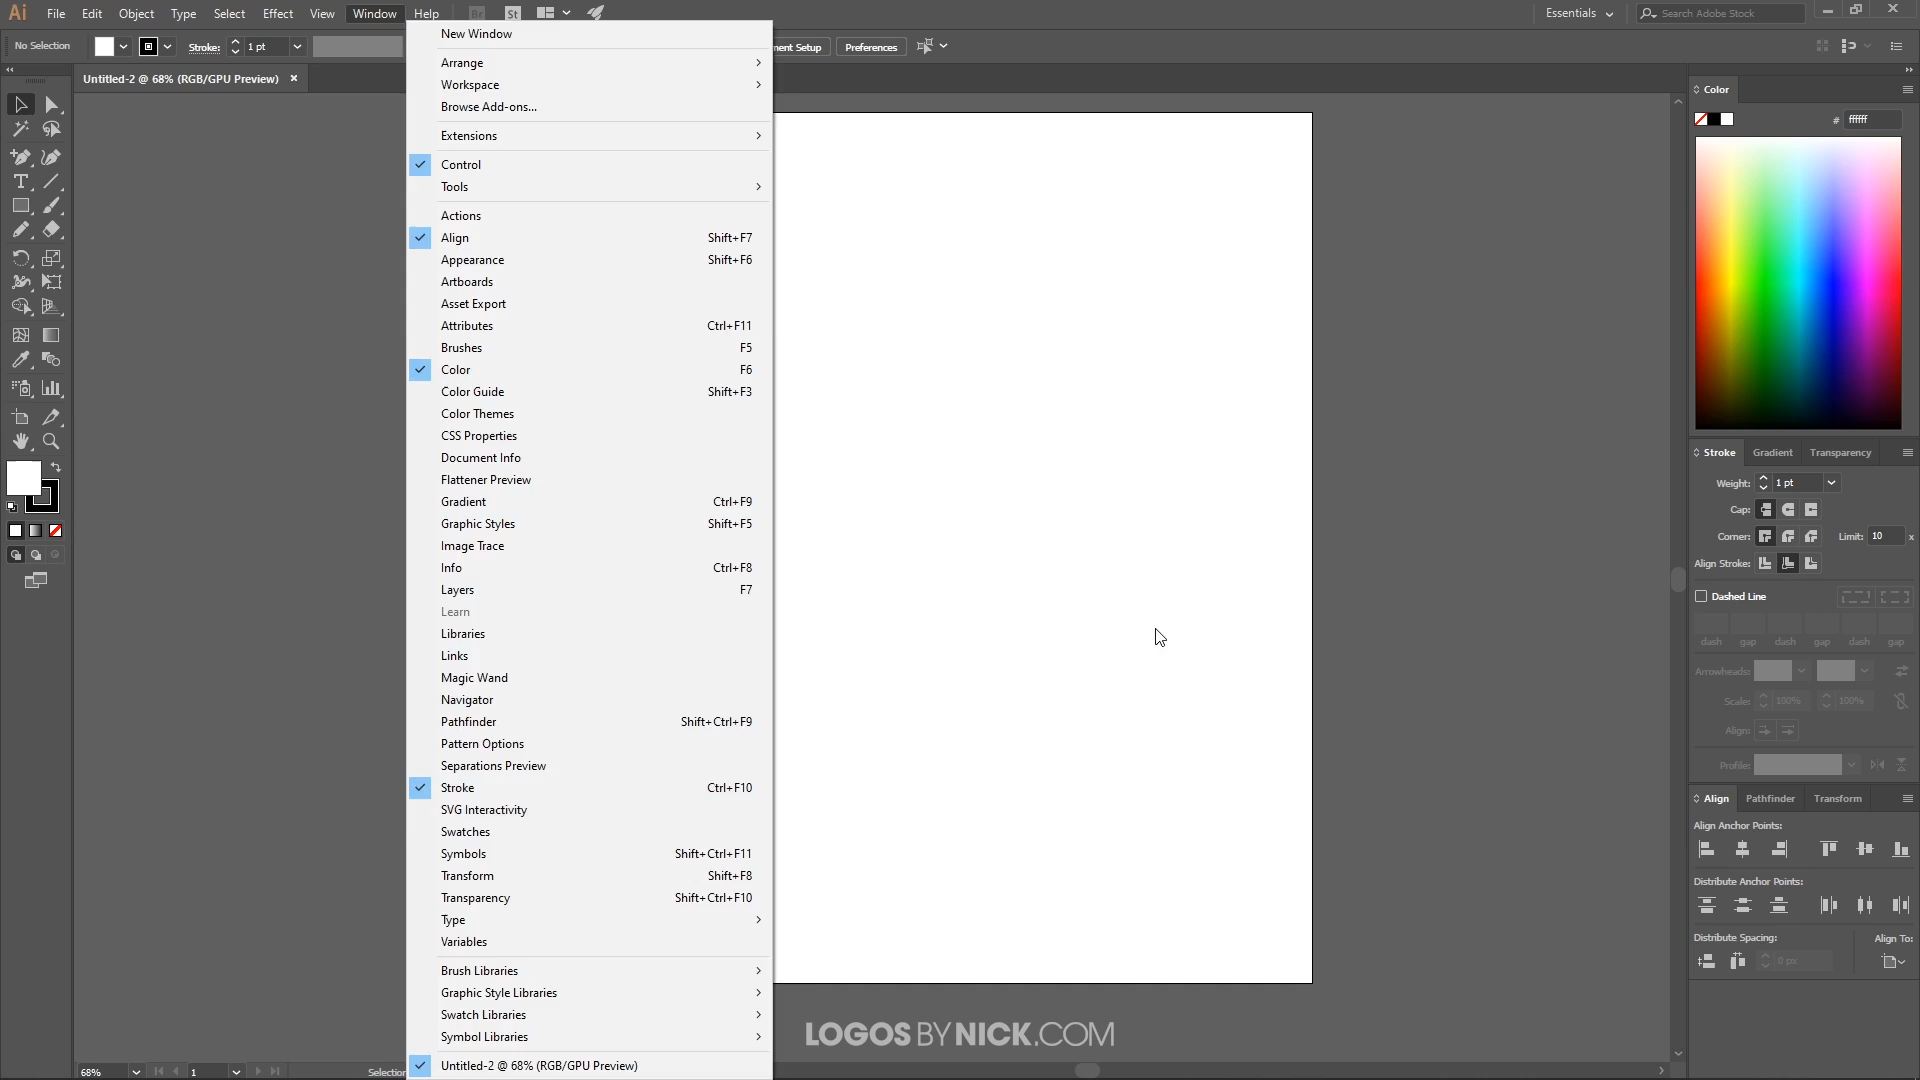 Ai File Edit Object Type Select Effect View Window Help Br St Essentials Search Adobe Stock
No Selection Stroke: 1 pt ment Setup Preferences
Untitled-2 @ 68% (RGB/GPU Preview) ×
New Window
Arrange
Workspace
Browse Add-ons...
Extensions
Control
Tools
Actions
Align Shift+F7
Appearance Shift+F6
Artboards
Asset Export
Attributes Ctrl+F11
Brushes F5
Color F6
Color Guide Shift+F3
Color Themes
CSS Properties
Document Info
Flattener Preview
Gradient Ctrl+F9
Graphic Styles Shift+F5
Image Trace
Info Ctrl+F8
Layers F7
Learn
Libraries
Links
Magic Wand
Navigator
Pathfinder Shift+Ctrl+F9
Pattern Options
Separations Preview
Stroke Ctrl+F10
SVG Interactivity
Swatches
Symbols Shift+Ctrl+F11
Transform Shift+F8
Transparency Shift+Ctrl+F10
Type
Variables
Brush Libraries
Graphic Style Libraries
Swatch Libraries
Symbol Libraries
Untitled-2 @ 68% (RGB/GPU Preview)
Color
# ffffff
Stroke Gradient Transparency
Weight: 1 pt
Cap:
Corner: Limit: 10 x
Align Stroke:
Dashed Line
dash gap dash gap dash gap
Arrowheads:
Scale: 100% 100%
Align:
Profile:
Align Pathfinder Transform
Align Anchor Points:
Distribute Anchor Points:
Distribute Spacing: Align To:
0 px
LOGOS BY NICK.COM
68% 1 Selection